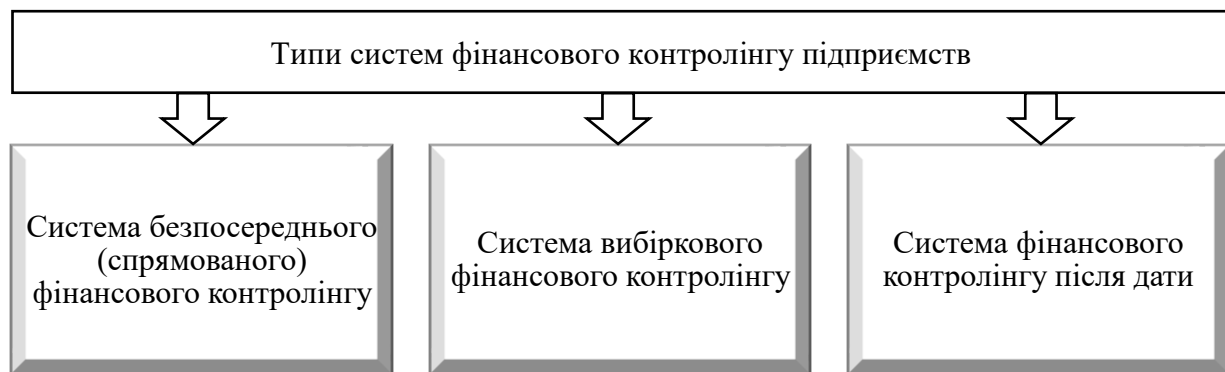 Типи систем фінансового контролінгу підприємств
Система безпосереднього
(спрямованого)
фінансового контролінгу
Система вибіркового
фінансового контролінгу
Система фінансового
контролінгу після дати